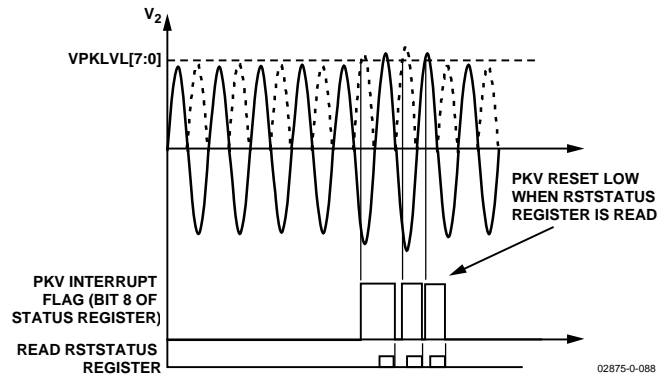 V2
VPKLVL[7:0]
PKV RESET LOW
WHEN RSTSTATUS
REGISTER IS READ
PKV INTERRUPT
FLAG (BIT 8 OF
STATUS REGISTER)
READ RSTSTATUS
REGISTER
02875-0-088